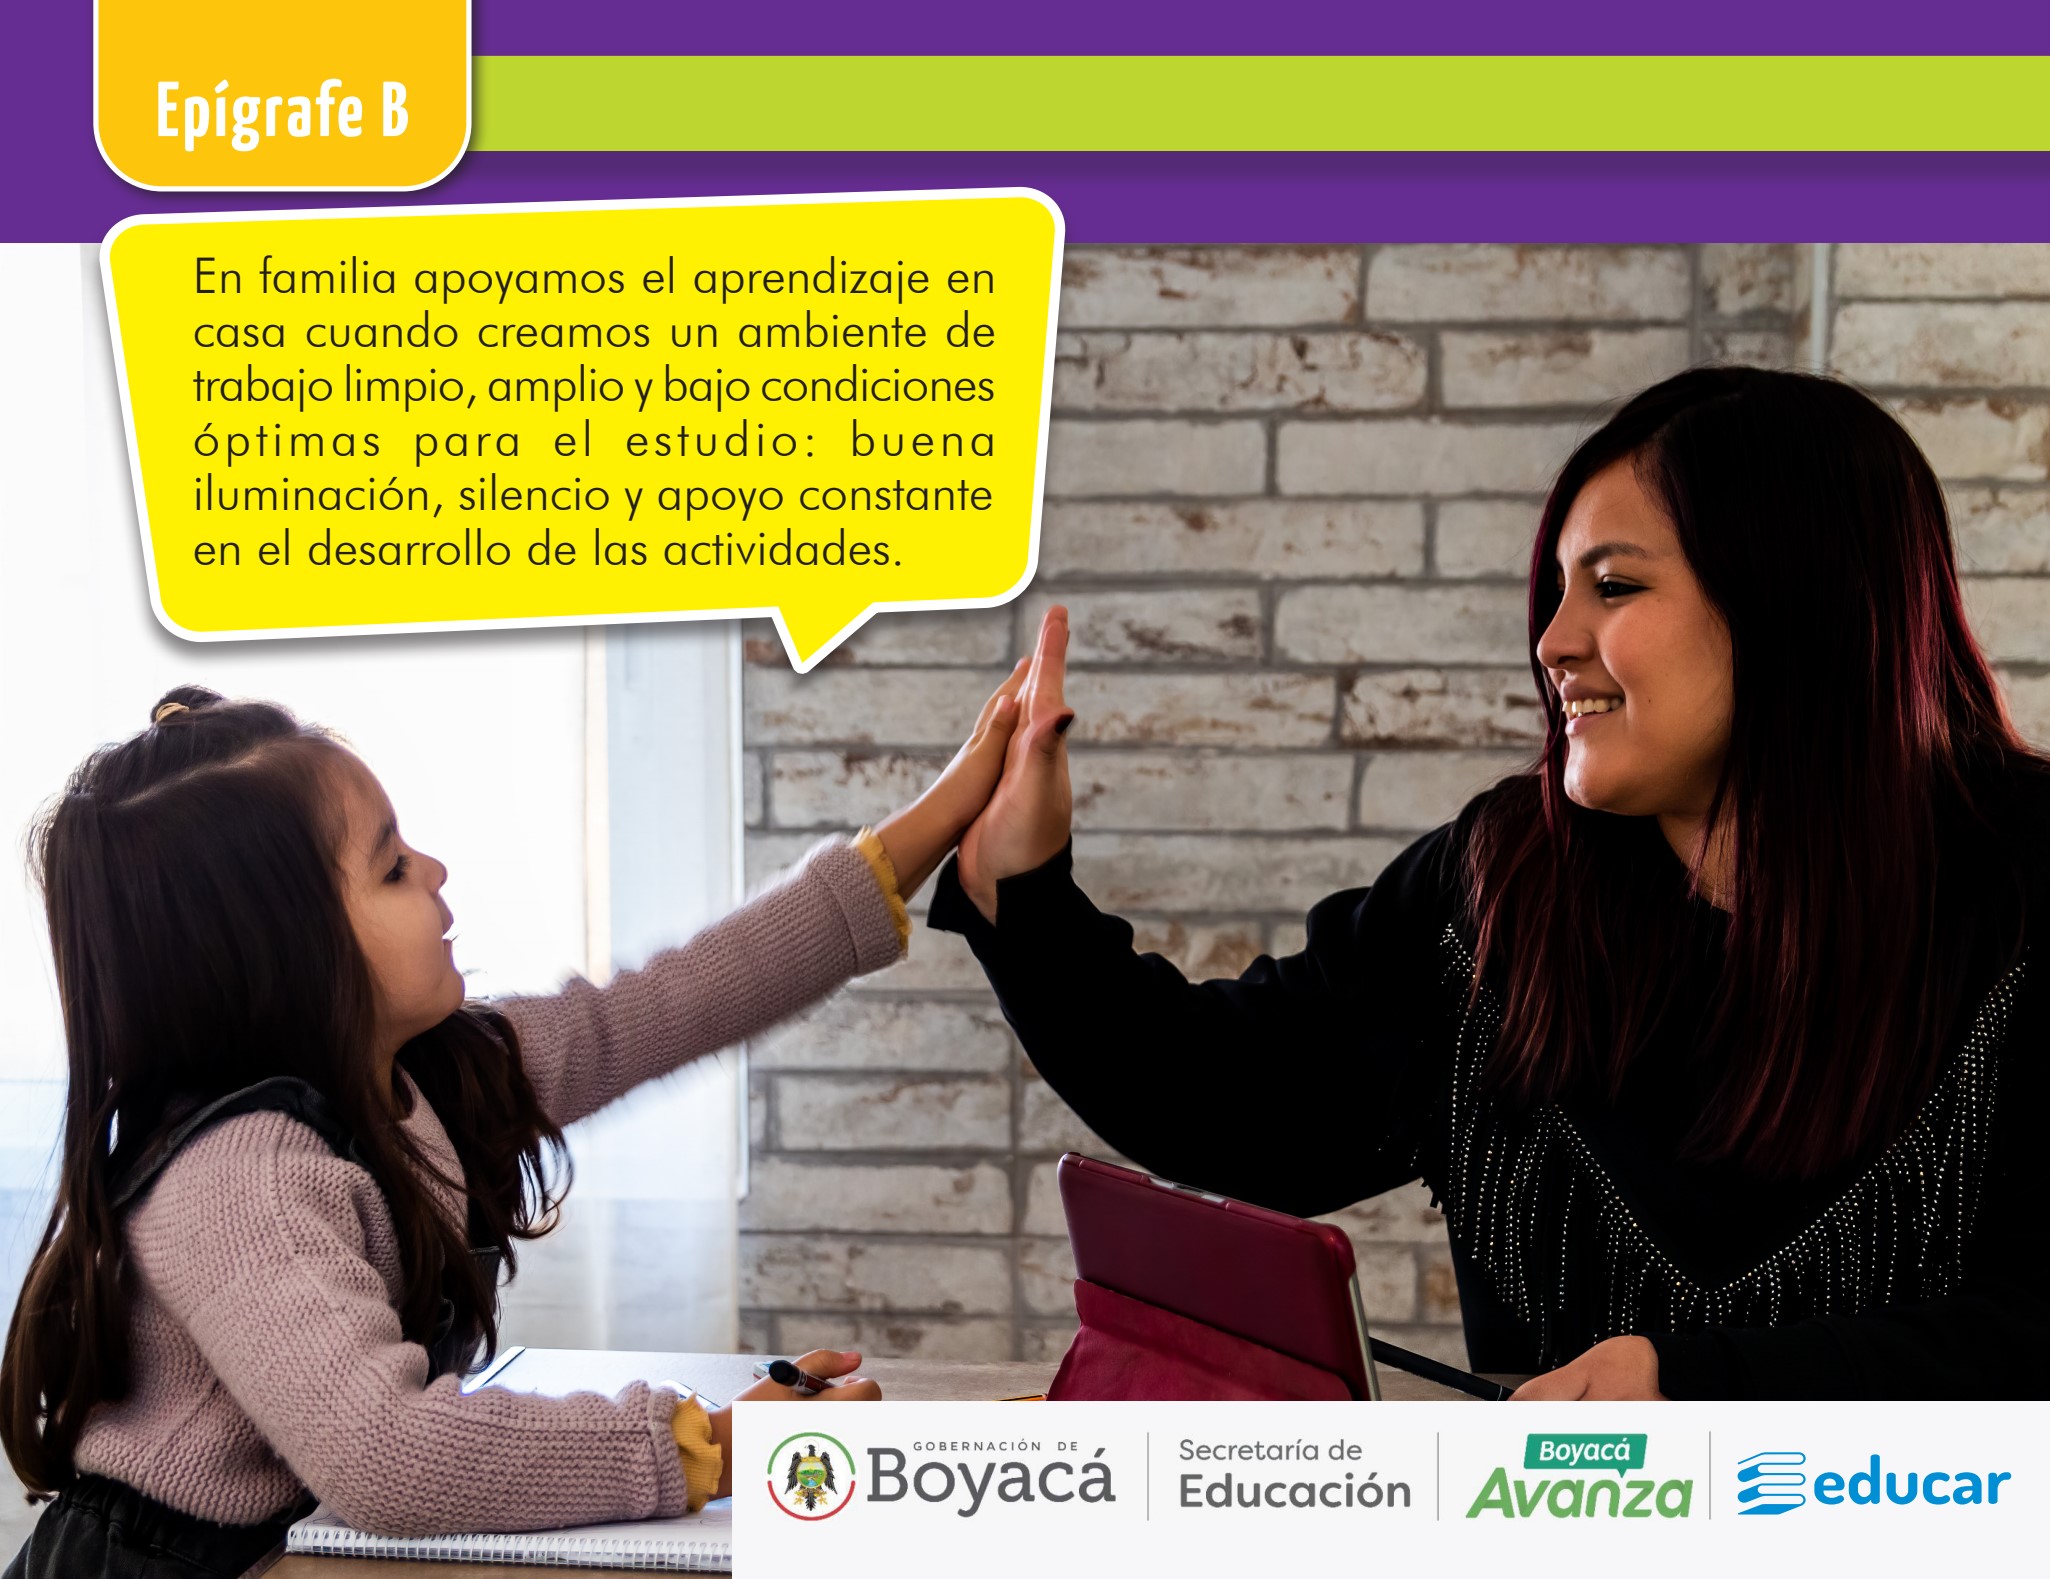 Epígrafe B
En familia apoyamos el aprendizaje en
casa cuando creamos un ambiente de
trabajo limpio, amplio y bajo condiciones
óptimas para el estudio: buena
iluminación, silencio y apoyo constante
en el desarrollo de las actividades.
GOBERNACIÓN DE
Boyacá
Secretaría de
Educación
Boyacá
Avanza
educar